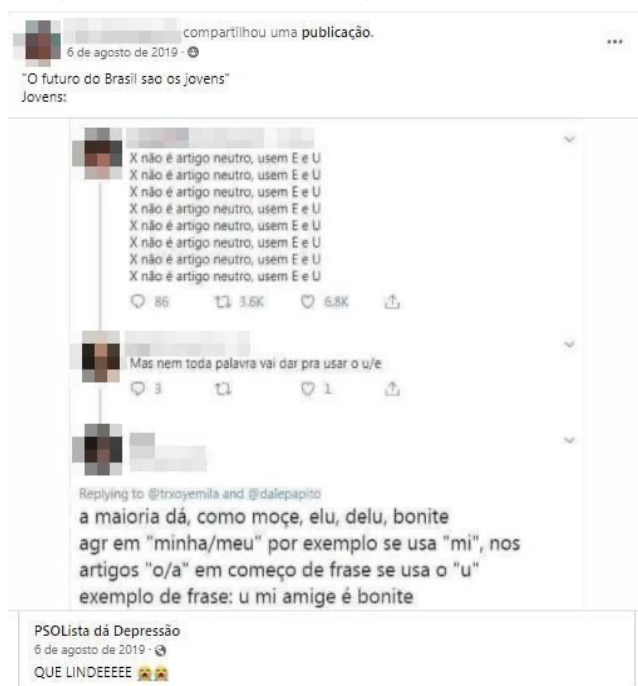 compartilhou uma publicação.
6 de agosto de 2019 ·
"O futuro do Brasil sao os jovens"
Jovens:
X não é artigo neutro, usem E e U
X não é artigo neutro, usem E e U
X não é artigo neutro, usem E e U
X não é artigo neutro, usem E e U
X não é artigo neutro, usem E e U
X não é artigo neutro, usem E e U
X não é artigo neutro, usem E e U
X não é artigo neutro, usem E e U
86 3.6K 6.8K
Mas nem toda palavra vai dar pra usar o u/e
3 1
Replying to @trxoyemila and @dalepapito
a maioria dá, como moçe, elu, delu, bonite
agr em "minha/meu" por exemplo se usa "mi", nos
artigos "o/a" em começo de frase se usa o "u"
exemplo de frase: u mi amige é bonite
PSOLista dá Depressão
6 de agosto de 2019 ·
QUE LINDEEEEE 😭😭